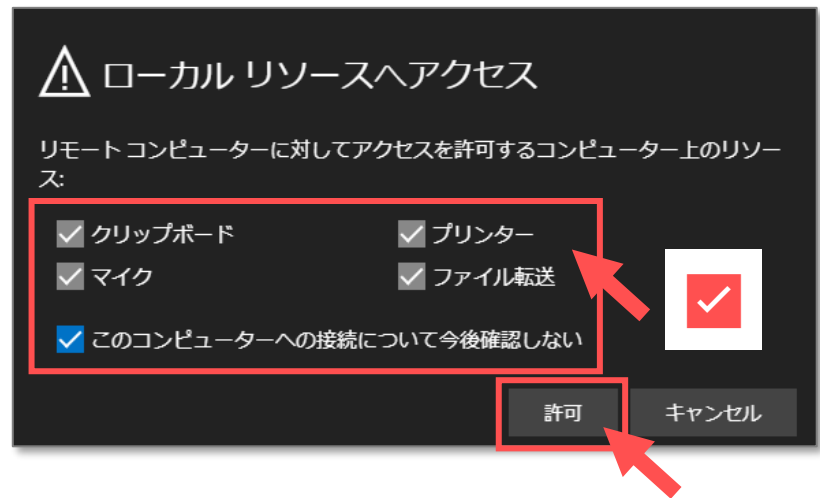 ローカル リソースへアクセス
リモート コンピューターに対してアクセスを許可するコンピューター上のリソー
ス:
クリップボード プリンター
マイク ファイル転送
このコンピューターへの接続について今後確認しない
許可 キャンセル